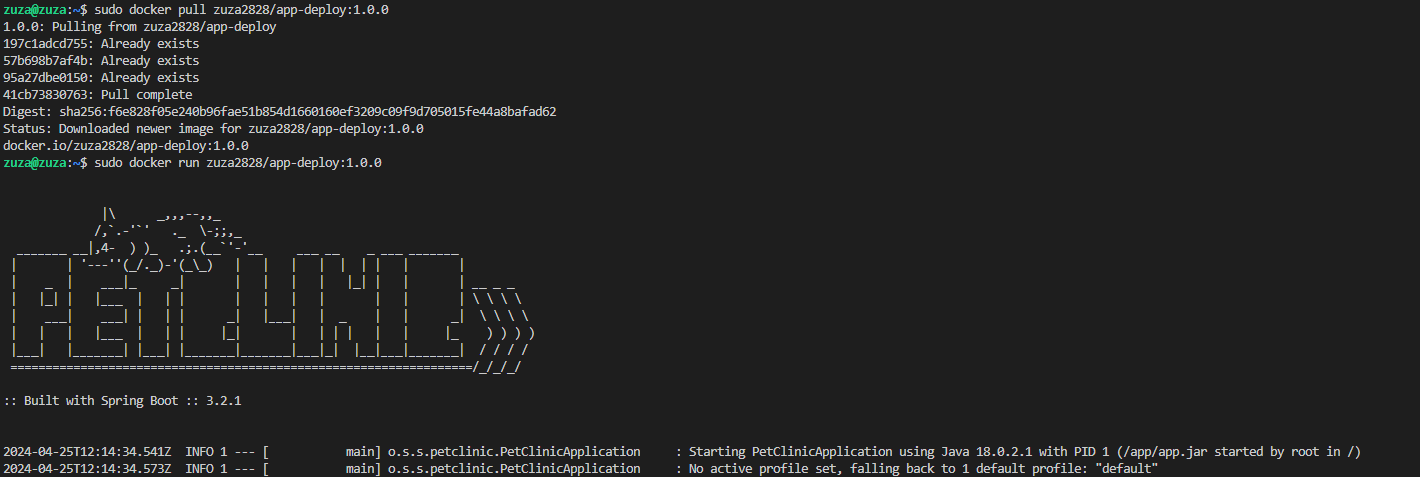 zuza@zuza:~$ sudo docker pull zuza2828/app-deploy:1.0.0
1.0.0: Pulling from zuza2828/app-deploy
197c1adcd755: Already exists
57b698b7af4b: Already exists
95a27dbe0150: Already exists
41cb73830763: Pull complete
Digest: sha256:f6e828f05e240b96fae51b854d1660160ef3209c09f9d705015fe44a8bafad62
Status: Downloaded newer image for zuza2828/app-deploy:1.0.0
docker.io/zuza2828/app-deploy:1.0.0
zuza@zuza:~$ sudo docker run zuza2828/app-deploy:1.0.0
              |\      _,,,--,,_
             /,`.-'`'   ._  \-;;,_
  _______ __|,4-  ) )_   .;.(__`'-'__     ___ __    _ ___ _______
 |       | '---''(_/._)-'(_\_)   |   |   |   |  |  | |   |       |
 |    _  |    ___|_     _|       |   |   |   |   |_| |   |       | __ _ _
 |   |_| |   |___  |   | |       |   |   |   |       |   |       | \ \ \ \
 |    ___|    ___| |   | |      _|   |___|   |  _    |   |      _|  \ \ \ \
 |   |   |   |___  |   | |     |_|       |   | | |   |   |     |_    ) ) ) )
 |___|   |_______| |___| |_______|_______|___|_|  |__|___|_______|  / / / /
 ==================================================================/_/_/_/
:: Built with Spring Boot :: 3.2.1
2024-04-25T12:14:34.541Z  INFO 1 --- [           main] o.s.s.petclinic.PetClinicApplication     : Starting PetClinicApplication using Java 18.0.2.1 with PID 1 (/app/app.jar started by root in /)
2024-04-25T12:14:34.573Z  INFO 1 --- [           main] o.s.s.petclinic.PetClinicApplication     : No active profile set, falling back to 1 default profile: "default"